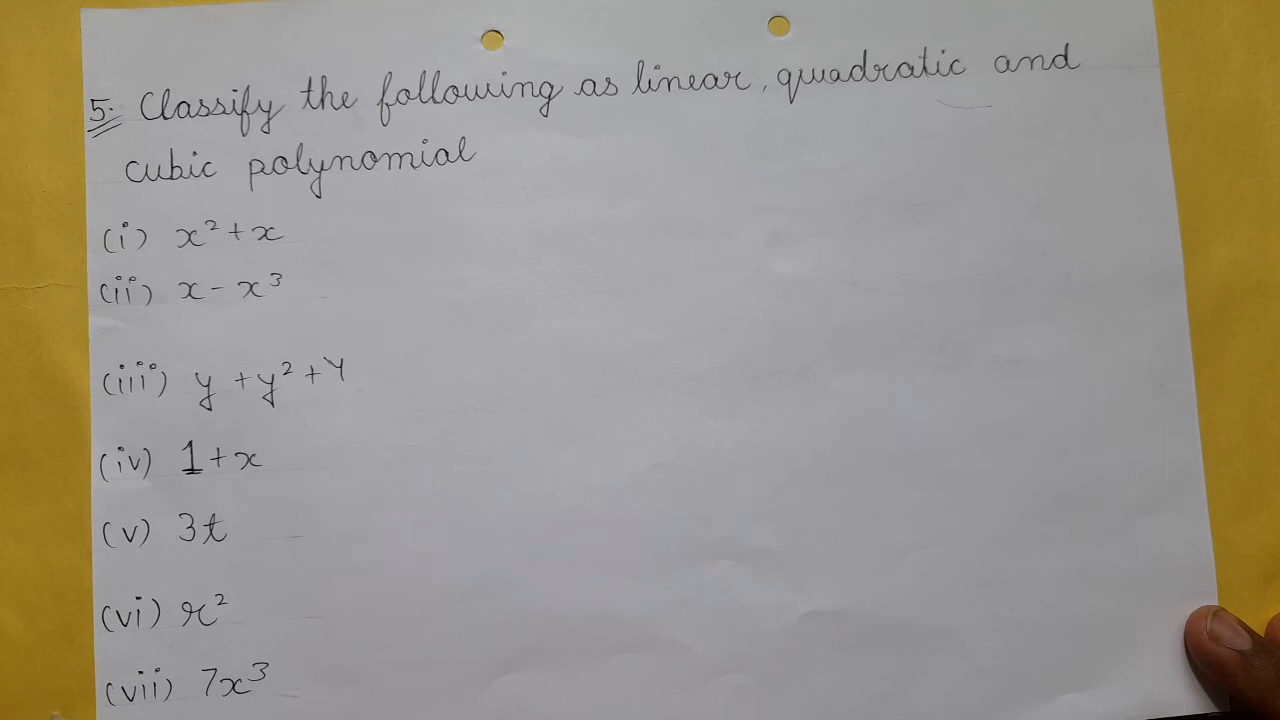 5. Classify the following as linear, quadratic and
cubic polynomial
(i) x² + x
(ii) x - x³
(iii) y + y² + 4
(iv) 1 + x
(v) 3t
(vi) r²
(vii) 7x³